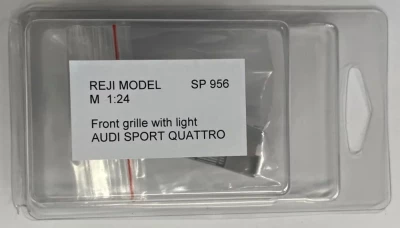 REJI MODEL SP 956
M 1:24
Front grille with light
AUDI SPORT QUATTRO